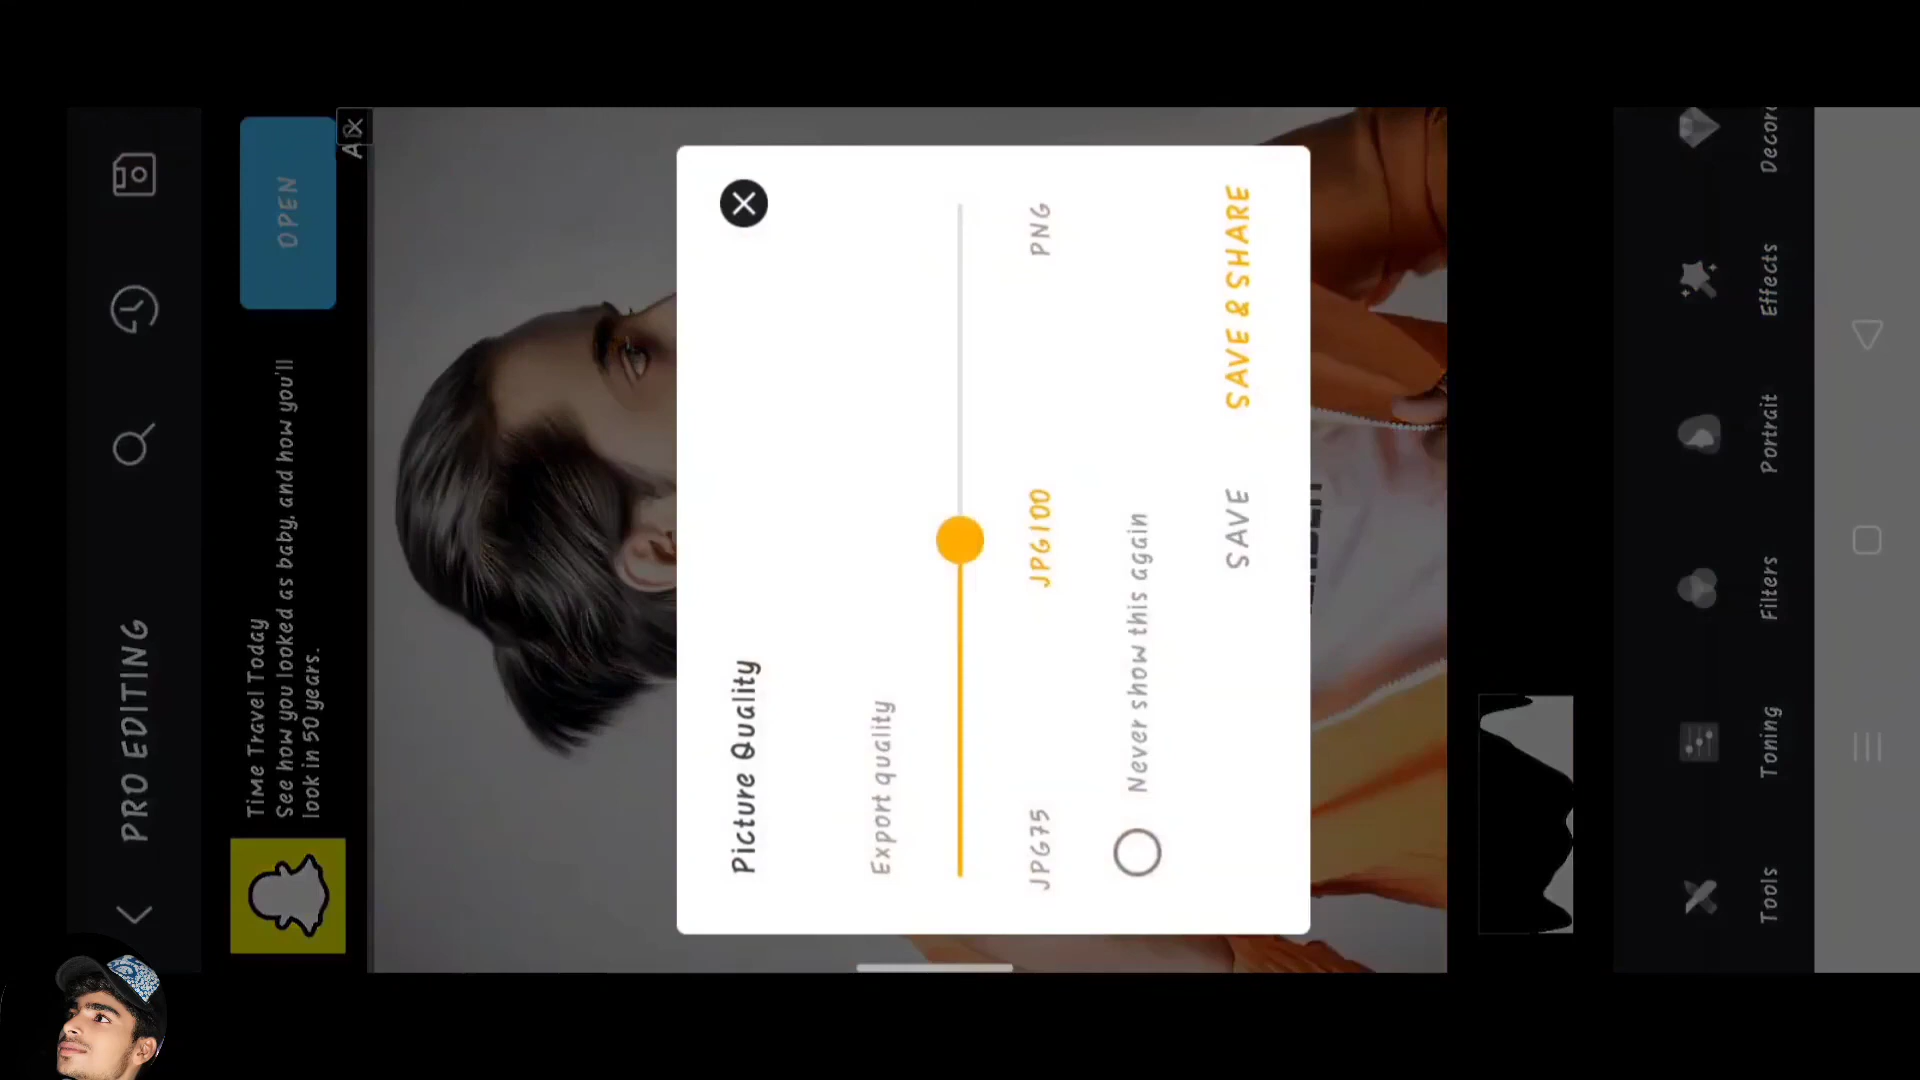 PRO EDITING
Time Travel Today
See how you looked as baby, and how you'll
look in 50 years.
OPEN
Picture Quality
Export quality
JPG75
JPG100
PNG
Never show this again
SAVE
SAVE & SHARE
Tools
Toning
Filters
Portrait
Effects